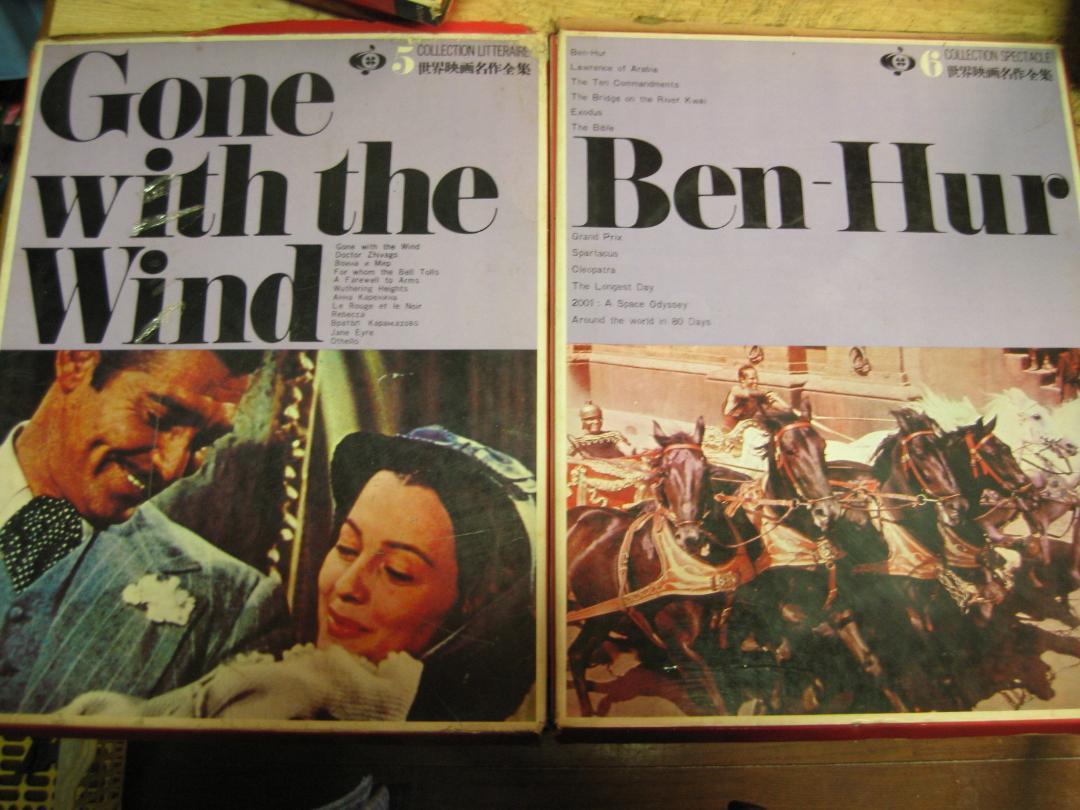 Gone
with the
Wind
5 COLLECTION LITTERAIRE
世界映画名作全集
Gone with the Wind
Doctor Zhivago
Воина и Мир
For whom the Bell Tolls
A Farewell to Arms
Wuthering Heights
Анна Каренина
Le Rouge et le Noir
Rebecca
Братья Карамазовы
Jane Eyre
Othello
6 COLLECTION SPECTACLE
世界映画名作全集
Ben-Hur
Lawrence of Arabia
The Ten Commandments
The Bridge on the River Kwai
Exodus
The Bible
Ben-Hur
Grand Prix
Spartacus
Cleopatra
The Longest Day
2001 : A Space Odyssey
Around the world in 80 Days